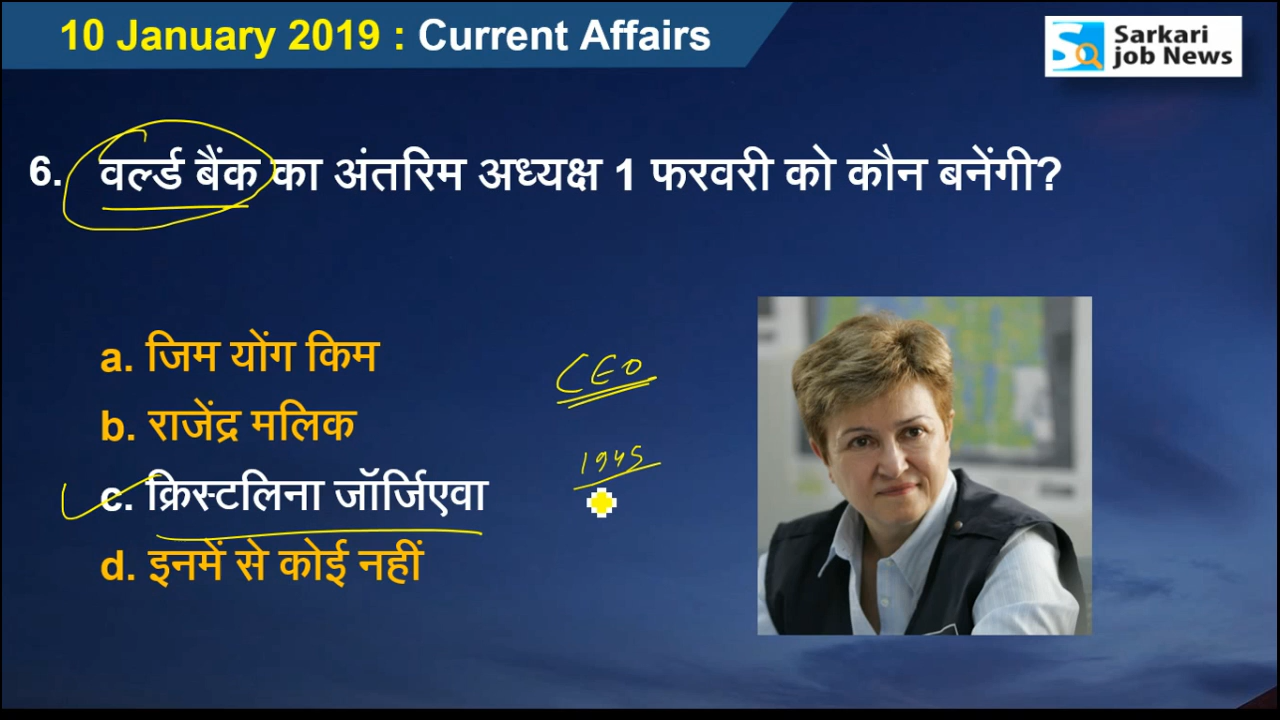 10 January 2019 : Current Affairs
Sarkari
job News
6. वर्ल्ड बैंक का अंतरिम अध्यक्ष 1 फरवरी को कौन बनेंगी?
a. जिम योंग किम
b. राजेंद्र मलिक
c. क्रिस्टलिना जॉर्जिएवा
d. इनमें से कोई नहीं
CEO
1945